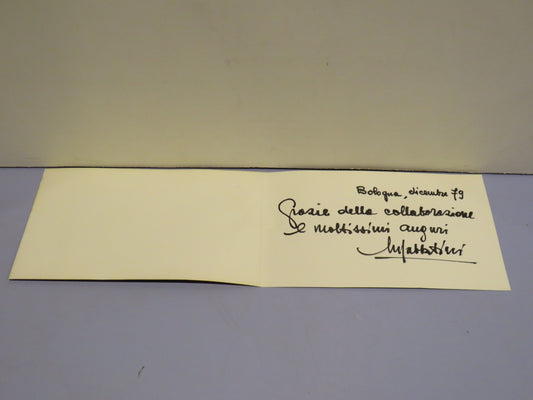 Bologna, dicembre 79
Grazie della collaborazione
e moltissimi auguri